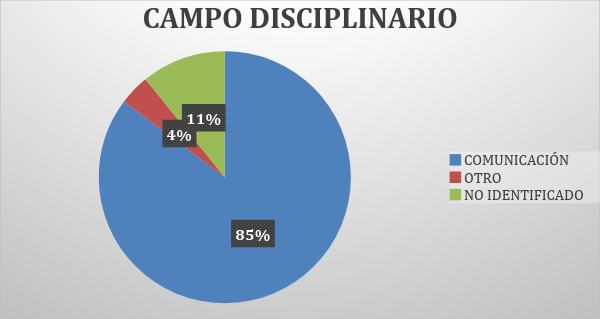 CAMPO DISCIPLINARIO
11%
4%
85%
COMUNICACIÓN
OTRO
NO IDENTIFICADO